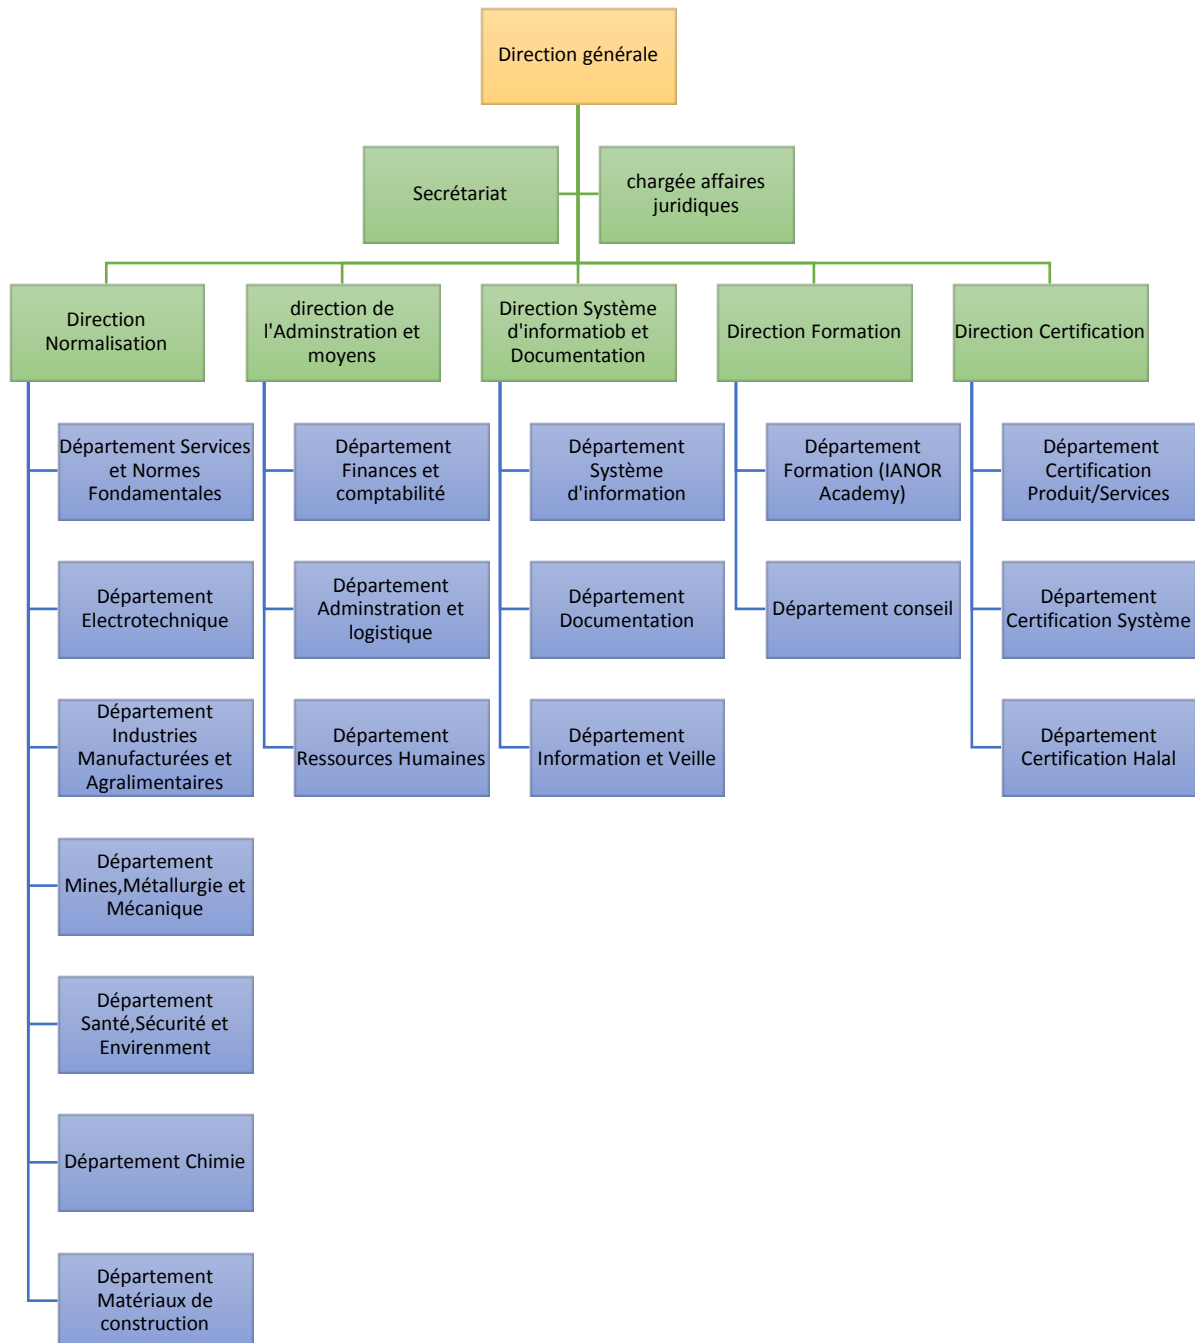 Direction générale
Secrétariat
chargée affaires
juridiques
Direction
Normalisation
direction de
l'Adminstration et
moyens
Direction Système
d'informatiob et
Documentation
Direction Formation
Direction Certification
Département Services
et Normes
Fondamentales
Département
Finances et
comptabilité
Département
Système
d'information
Département
Formation (IANOR
Academy)
Département
Certification
Produit/Services
Département
Electrotechnique
Département
Adminstration et
logistique
Département
Documentation
Département conseil
Département
Certification Système
Département
Industries
Manufacturées et
Agralimentaires
Département
Ressources Humaines
Département
Information et Veille
Département
Certification Halal
Département
Mines,Métallurgie et
Mécanique
Département
Santé,Sécurité et
Envirenment
Département Chimie
Département
Matériaux de
construction